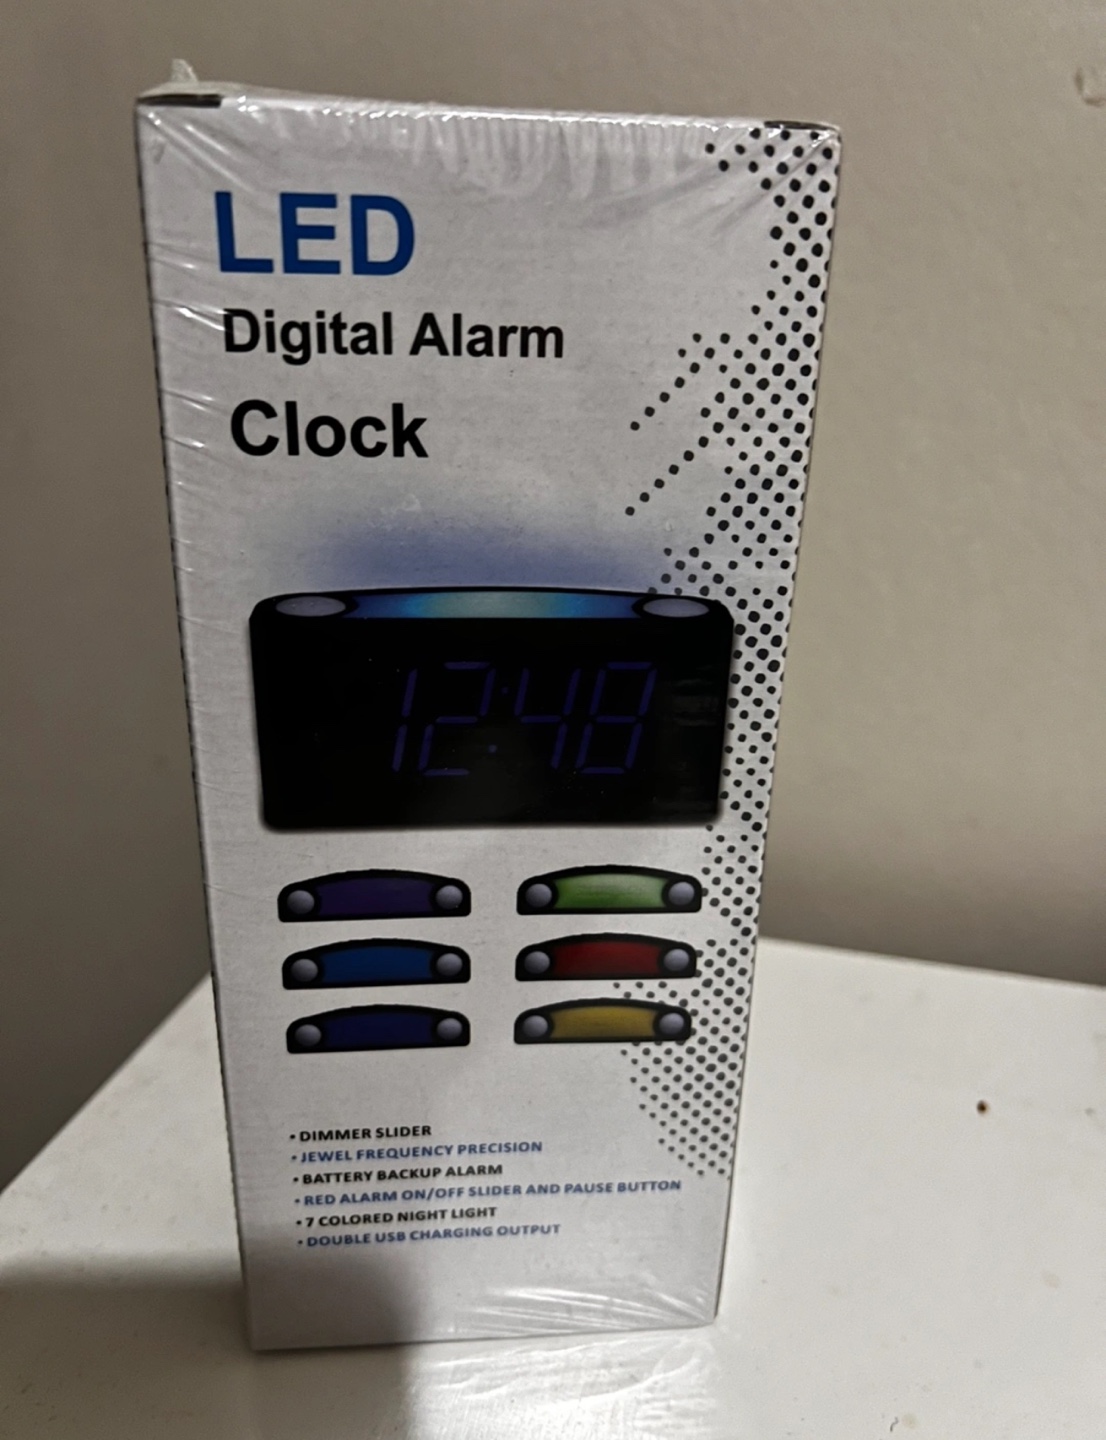 LED
Digital Alarm
Clock
12:48
• DIMMER SLIDER
• JEWEL FREQUENCY PRECISION
• BATTERY BACKUP ALARM
• RED ALARM ON/OFF SLIDER AND PAUSE BUTTON
• 7 COLORED NIGHT LIGHT
• DOUBLE USB CHARGING OUTPUT